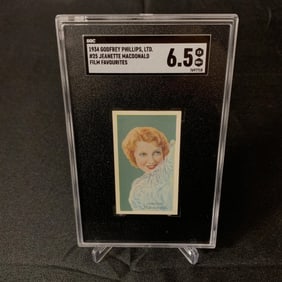 SGC
1934 GODFREY PHILLIPS, LTD.
#25 JEANETTE MACDONALD
FILM FAVOURITES
6.5